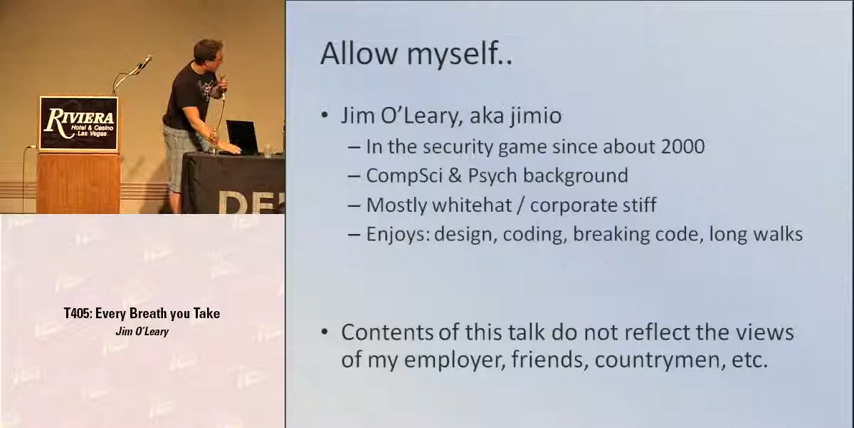 RIVIERA
Hotel & Casino
Las Vegas
DE
T405: Every Breath you Take
Jim O'Leary
Allow myself..
• Jim O'Leary, aka jimio
– In the security game since about 2000
– CompSci & Psych background
– Mostly whitehat / corporate stiff
– Enjoys: design, coding, breaking code, long walks
• Contents of this talk do not reflect the views
of my employer, friends, countrymen, etc.